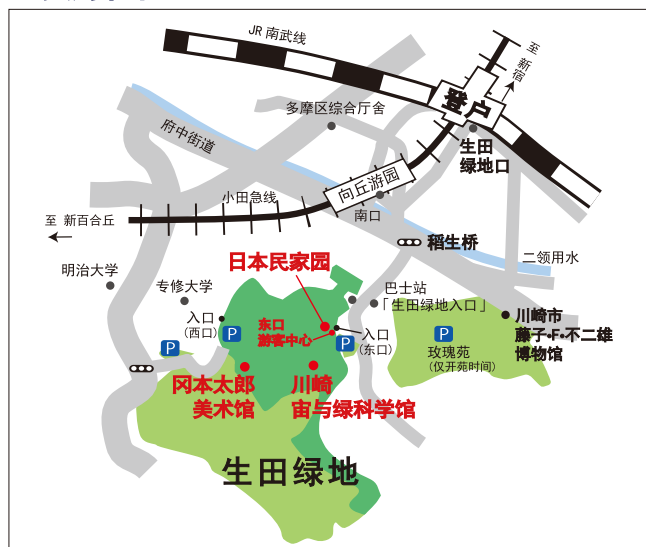 JR南武线
至 新宿
登户
多摩区综合厅舍
府中街道
生田
绿地口
向丘游园
小田急线
南口
至 新百合丘
稻生桥
二领用水
日本民家园
明治大学
专修大学
巴士站
「生田绿地入口」
入口
(西口)
P
东口
游客中心
入口
(东口)
P
P
P
川崎市
藤子·F·不二雄
博物馆
玫瑰苑
(仅开苑时间)
冈本太郎
美术馆
川崎
宙与绿科学馆
生田绿地